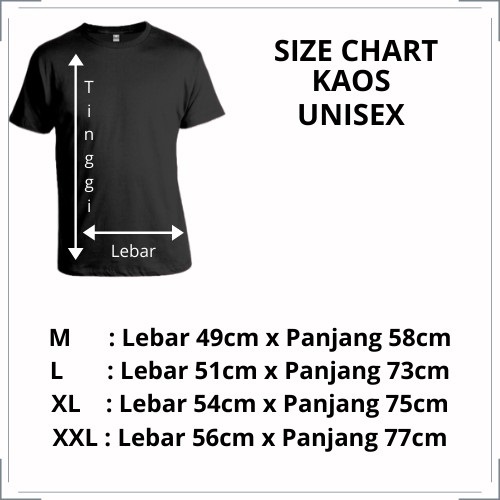 SIZE CHART
KAOS
UNISEX
Tinggi
Lebar
M : Lebar 49cm x Panjang 58cm
L : Lebar 51cm x Panjang 73cm
XL : Lebar 54cm x Panjang 75cm
XXL : Lebar 56cm x Panjang 77cm